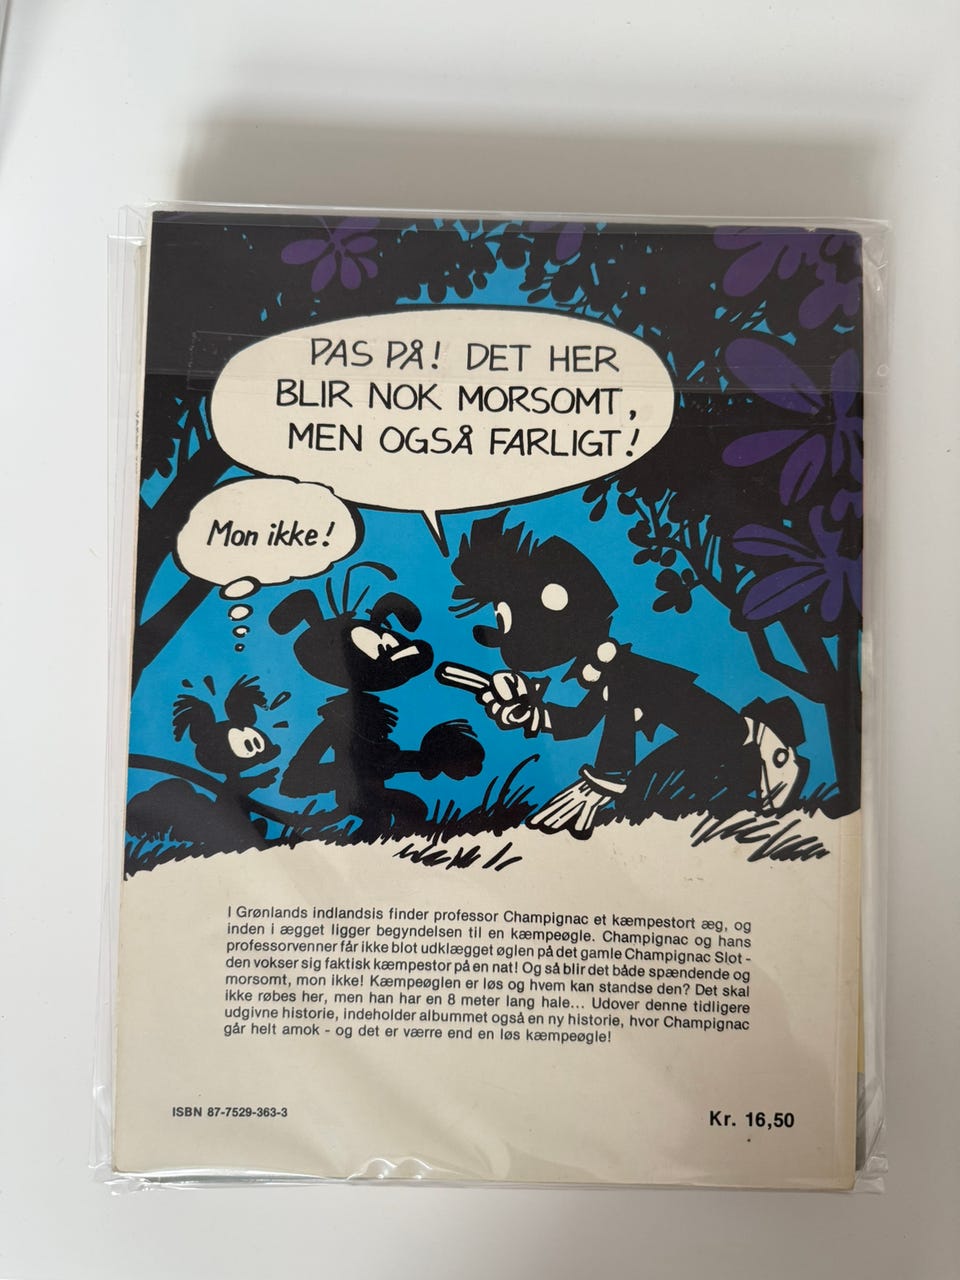 PAS PÅ! DET HER
BLIR NOK MORSOMT,
MEN OGSÅ FARLIGT!
Mon ikke!
I Grønlands indlandsis finder professor Champignac et kæmpestort æg, og
inden i ægget ligger begyndelsen til en kæmpeøgle. Champignac og hans
professorvenner får ikke blot udklægget øglen på det gamle Champignac Slot -
den vokser sig faktisk kæmpestor på en nat! Og så blir det både spændende og
morsomt, mon ikke! Kæmpeøglen er løs og hvem kan standse den? Det skal
ikke røbes her, men han har en 8 meter lang hale... Udover denne tidligere
udgivne historie, indeholder albummet også en ny historie, hvor Champignac
går helt amok - og det er værre end en løs kæmpeøgle!
ISBN 87-7529-363-3
Kr. 16,50